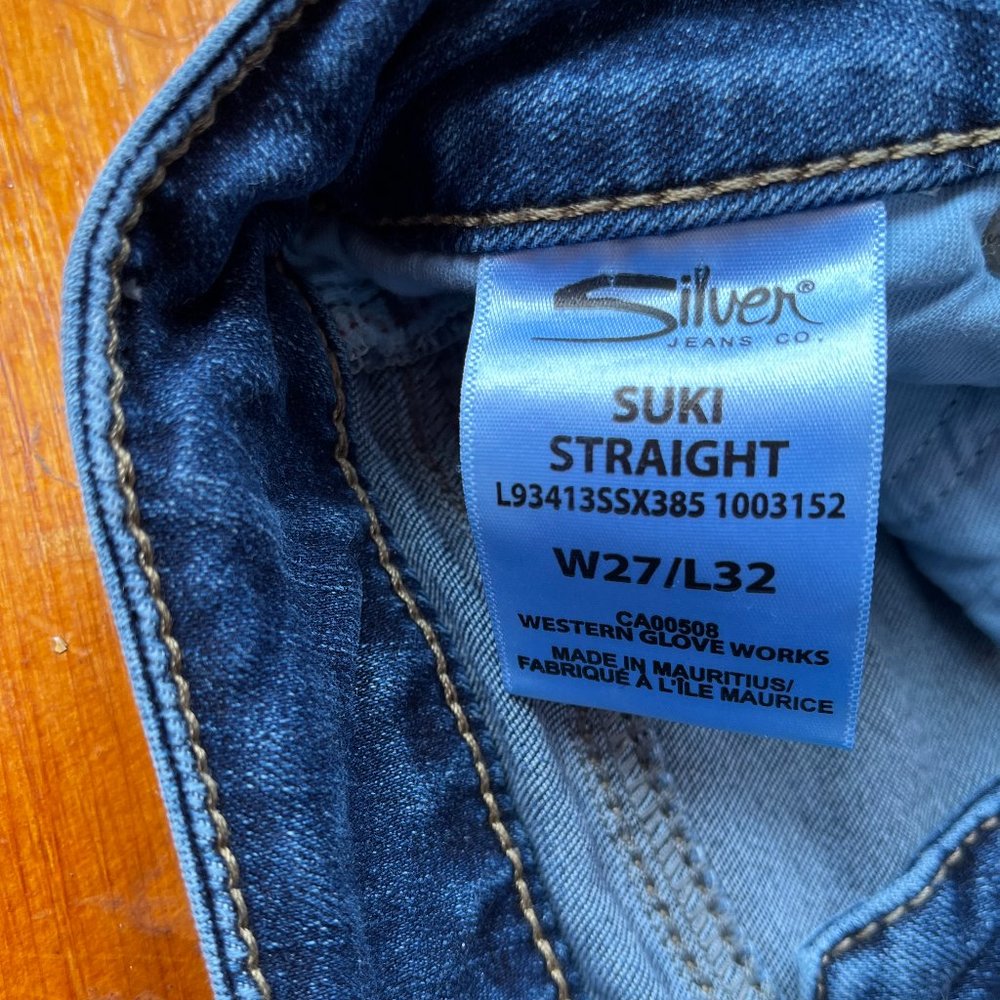 Silver®
JEANS CO.
SUKI
STRAIGHT
L93413SSX385 1003152
W27/L32
CA00508
WESTERN GLOVE WORKS
MADE IN MAURITIUS/
FABRIQUÉ À L'ÎLE MAURICE